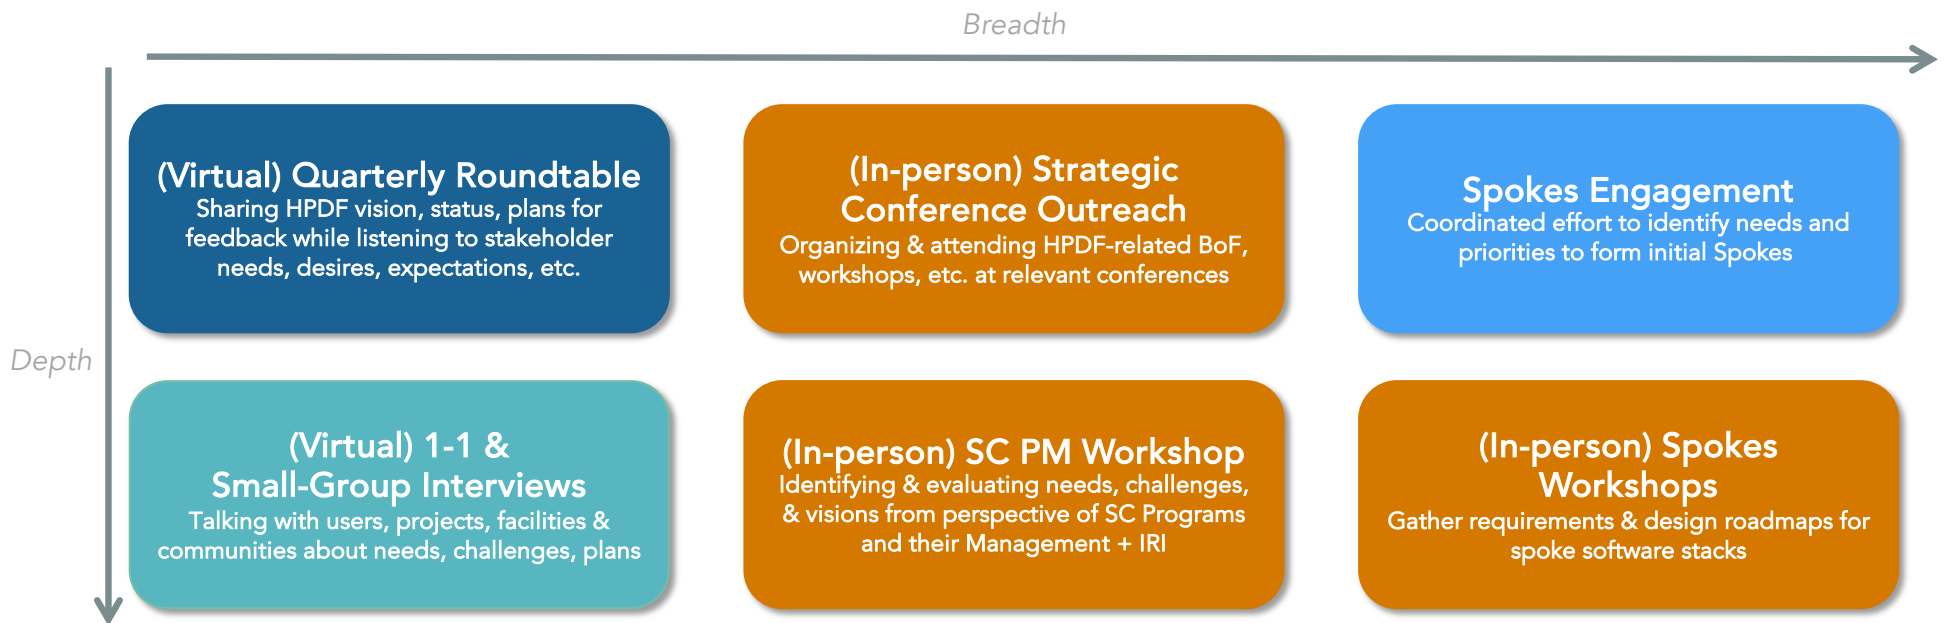 Breadth
Depth
(Virtual) Quarterly Roundtable
Sharing HPDF vision, status, plans for
feedback while listening to stakeholder
needs, desires, expectations, etc.
(In-person) Strategic
Conference Outreach
Organizing & attending HPDF-related BoF,
workshops, etc. at relevant conferences
Spokes Engagement
Coordinated effort to identify needs and
priorities to form initial Spokes
(Virtual) 1-1 &
Small-Group Interviews
Talking with users, projects, facilities &
communities about needs, challenges, plans
(In-person) SC PM Workshop
Identifying & evaluating needs, challenges,
& visions from perspective of SC Programs
and their Management + IRI
(In-person) Spokes
Workshops
Gather requirements & design roadmaps for
spoke software stacks